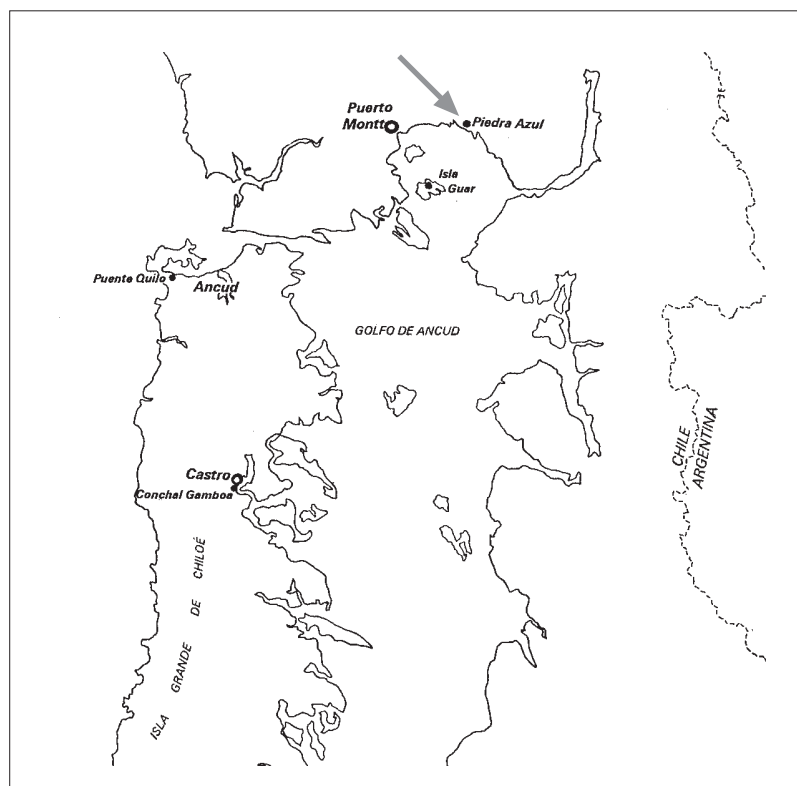 Puerto
Montt
Piedra Azul
Isla
Guar
Puente Quilo
Ancud
GOLFO DE ANCUD
CHILE
ARGENTINA
Castro
Conchal Gamboa
ISLA GRANDE DE CHILOÉ